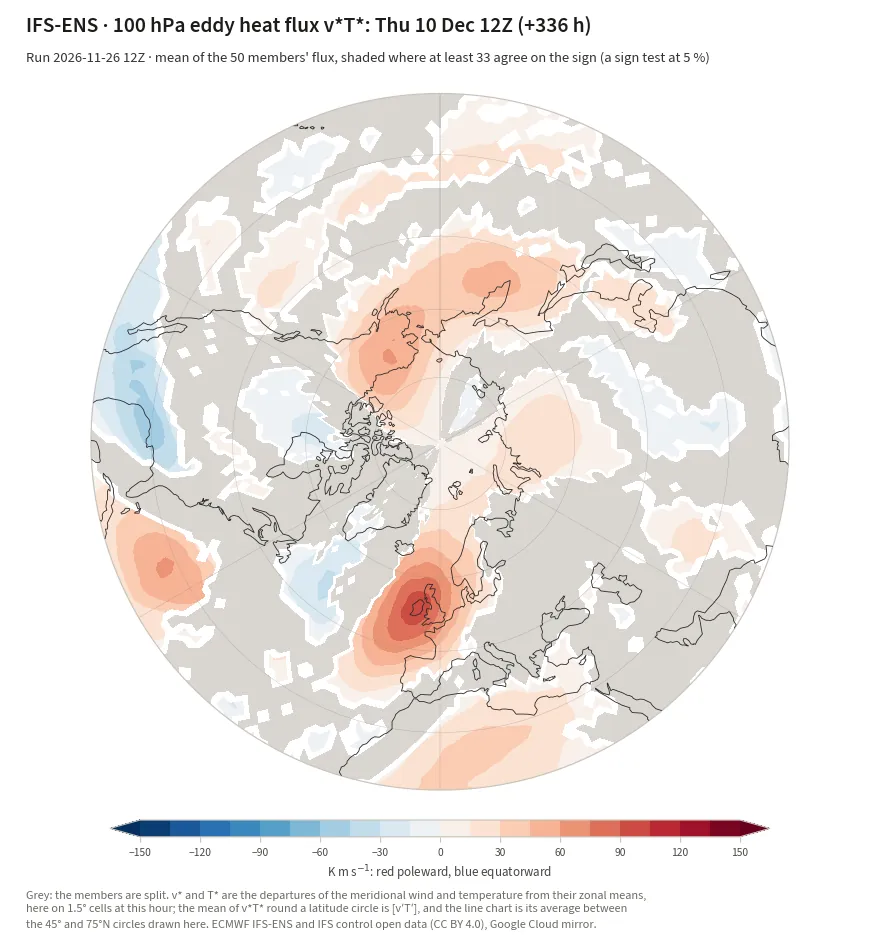 IFS-ENS · 100 hPa eddy heat flux v*T*: Thu 10 Dec 12Z (+336 h)
Run 2026-11-26 12Z · mean of the 50 members' flux, shaded where at least 33 agree on the sign (a sign test at 5 %)
−150 −120 −90 −60 −30 0 30 60 90 120 150
K m s⁻¹: red poleward, blue equatorward
Grey: the members are split. v* and T* are the departures of the meridional wind and temperature from their zonal means,
here on 1.5° cells at this hour; the mean of v*T* round a latitude circle is [v′T′], and the line chart is its average between
the 45° and 75°N circles drawn here. ECMWF IFS-ENS and IFS control open data (CC BY 4.0), Google Cloud mirror.